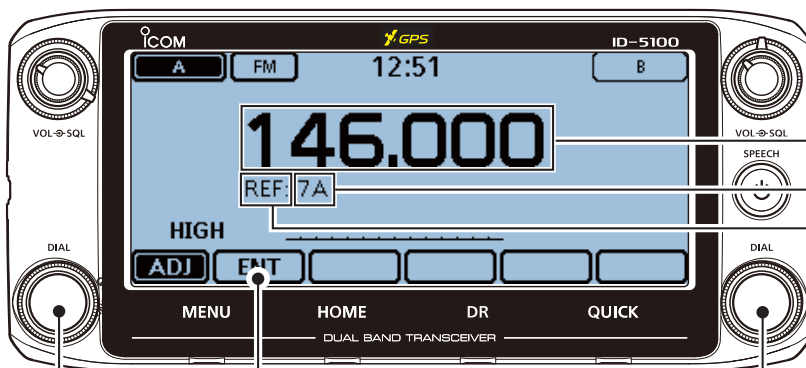 ICOM GPS ID-5100
A FM 12:51 B
146.000
VOL SQL VOL SQL
SPEECH
REF: 7A
HIGH
DIAL DIAL
ADJ ENT
MENU HOME DR QUICK
DUAL BAND TRANSCEIVER